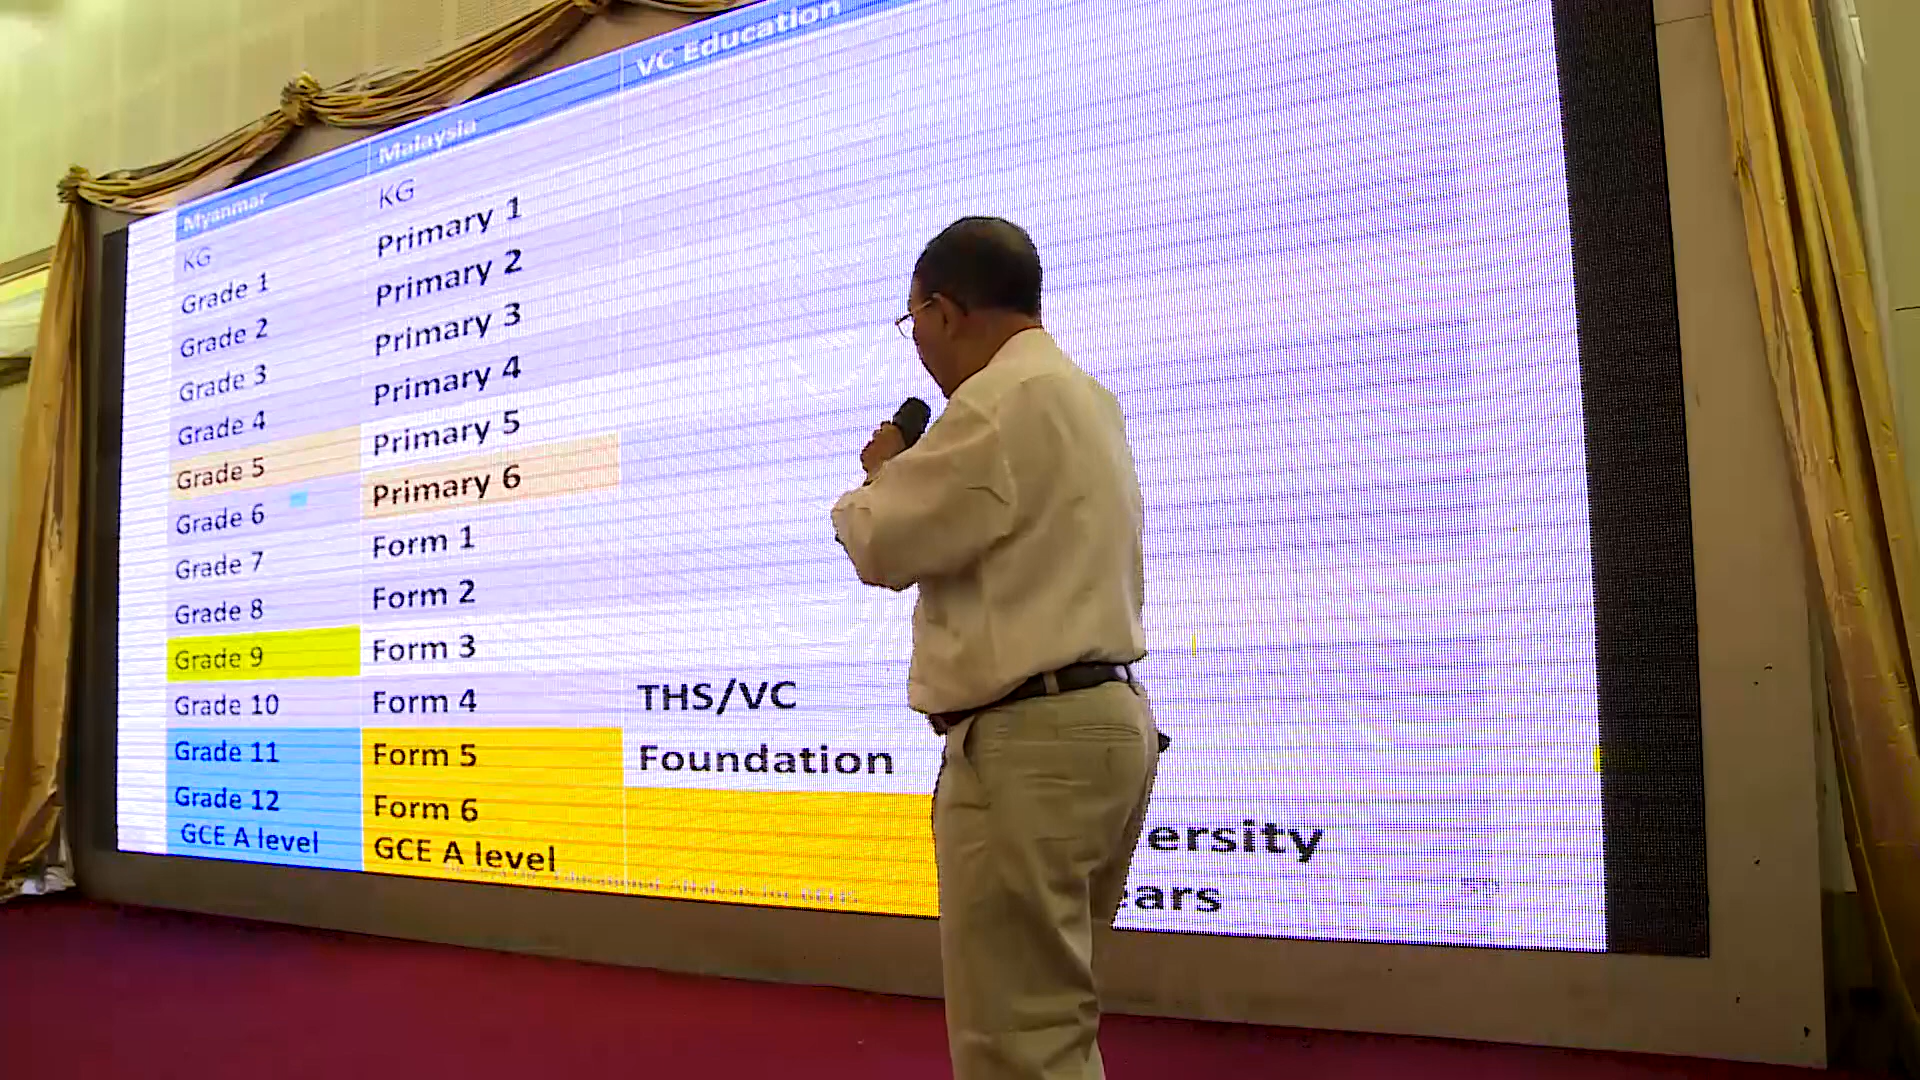 Myanmar
KG
Grade 1
Grade 2
Grade 3
Grade 4
Grade 5
Grade 6
Grade 7
Grade 8
Grade 9
Grade 10
Grade 11
Grade 12
GCE A level
Malaysia
KG
Primary 1
Primary 2
Primary 3
Primary 4
Primary 5
Primary 6
Form 1
Form 2
Form 3
Form 4
Form 5
Form 6
GCE A level
VC Education
THS/VC
Foundation
ersity
ears